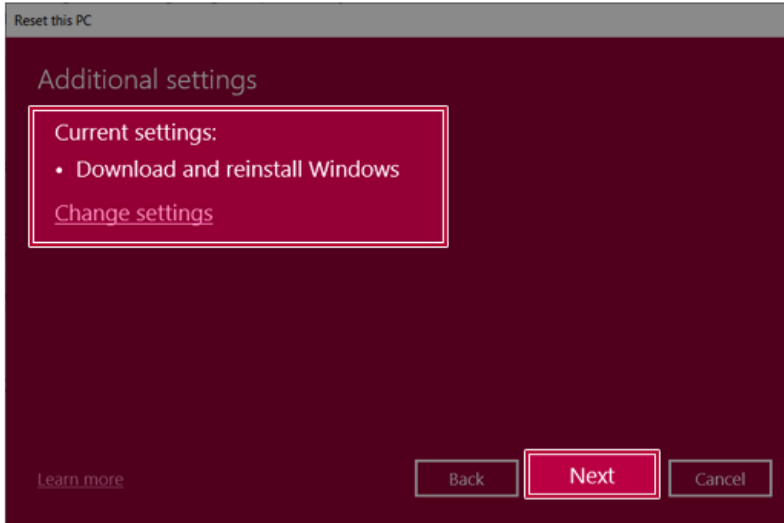 Reset this PC
Additional settings
Current settings:
• Download and reinstall Windows
Change settings
Learn more
Back
Next
Cancel